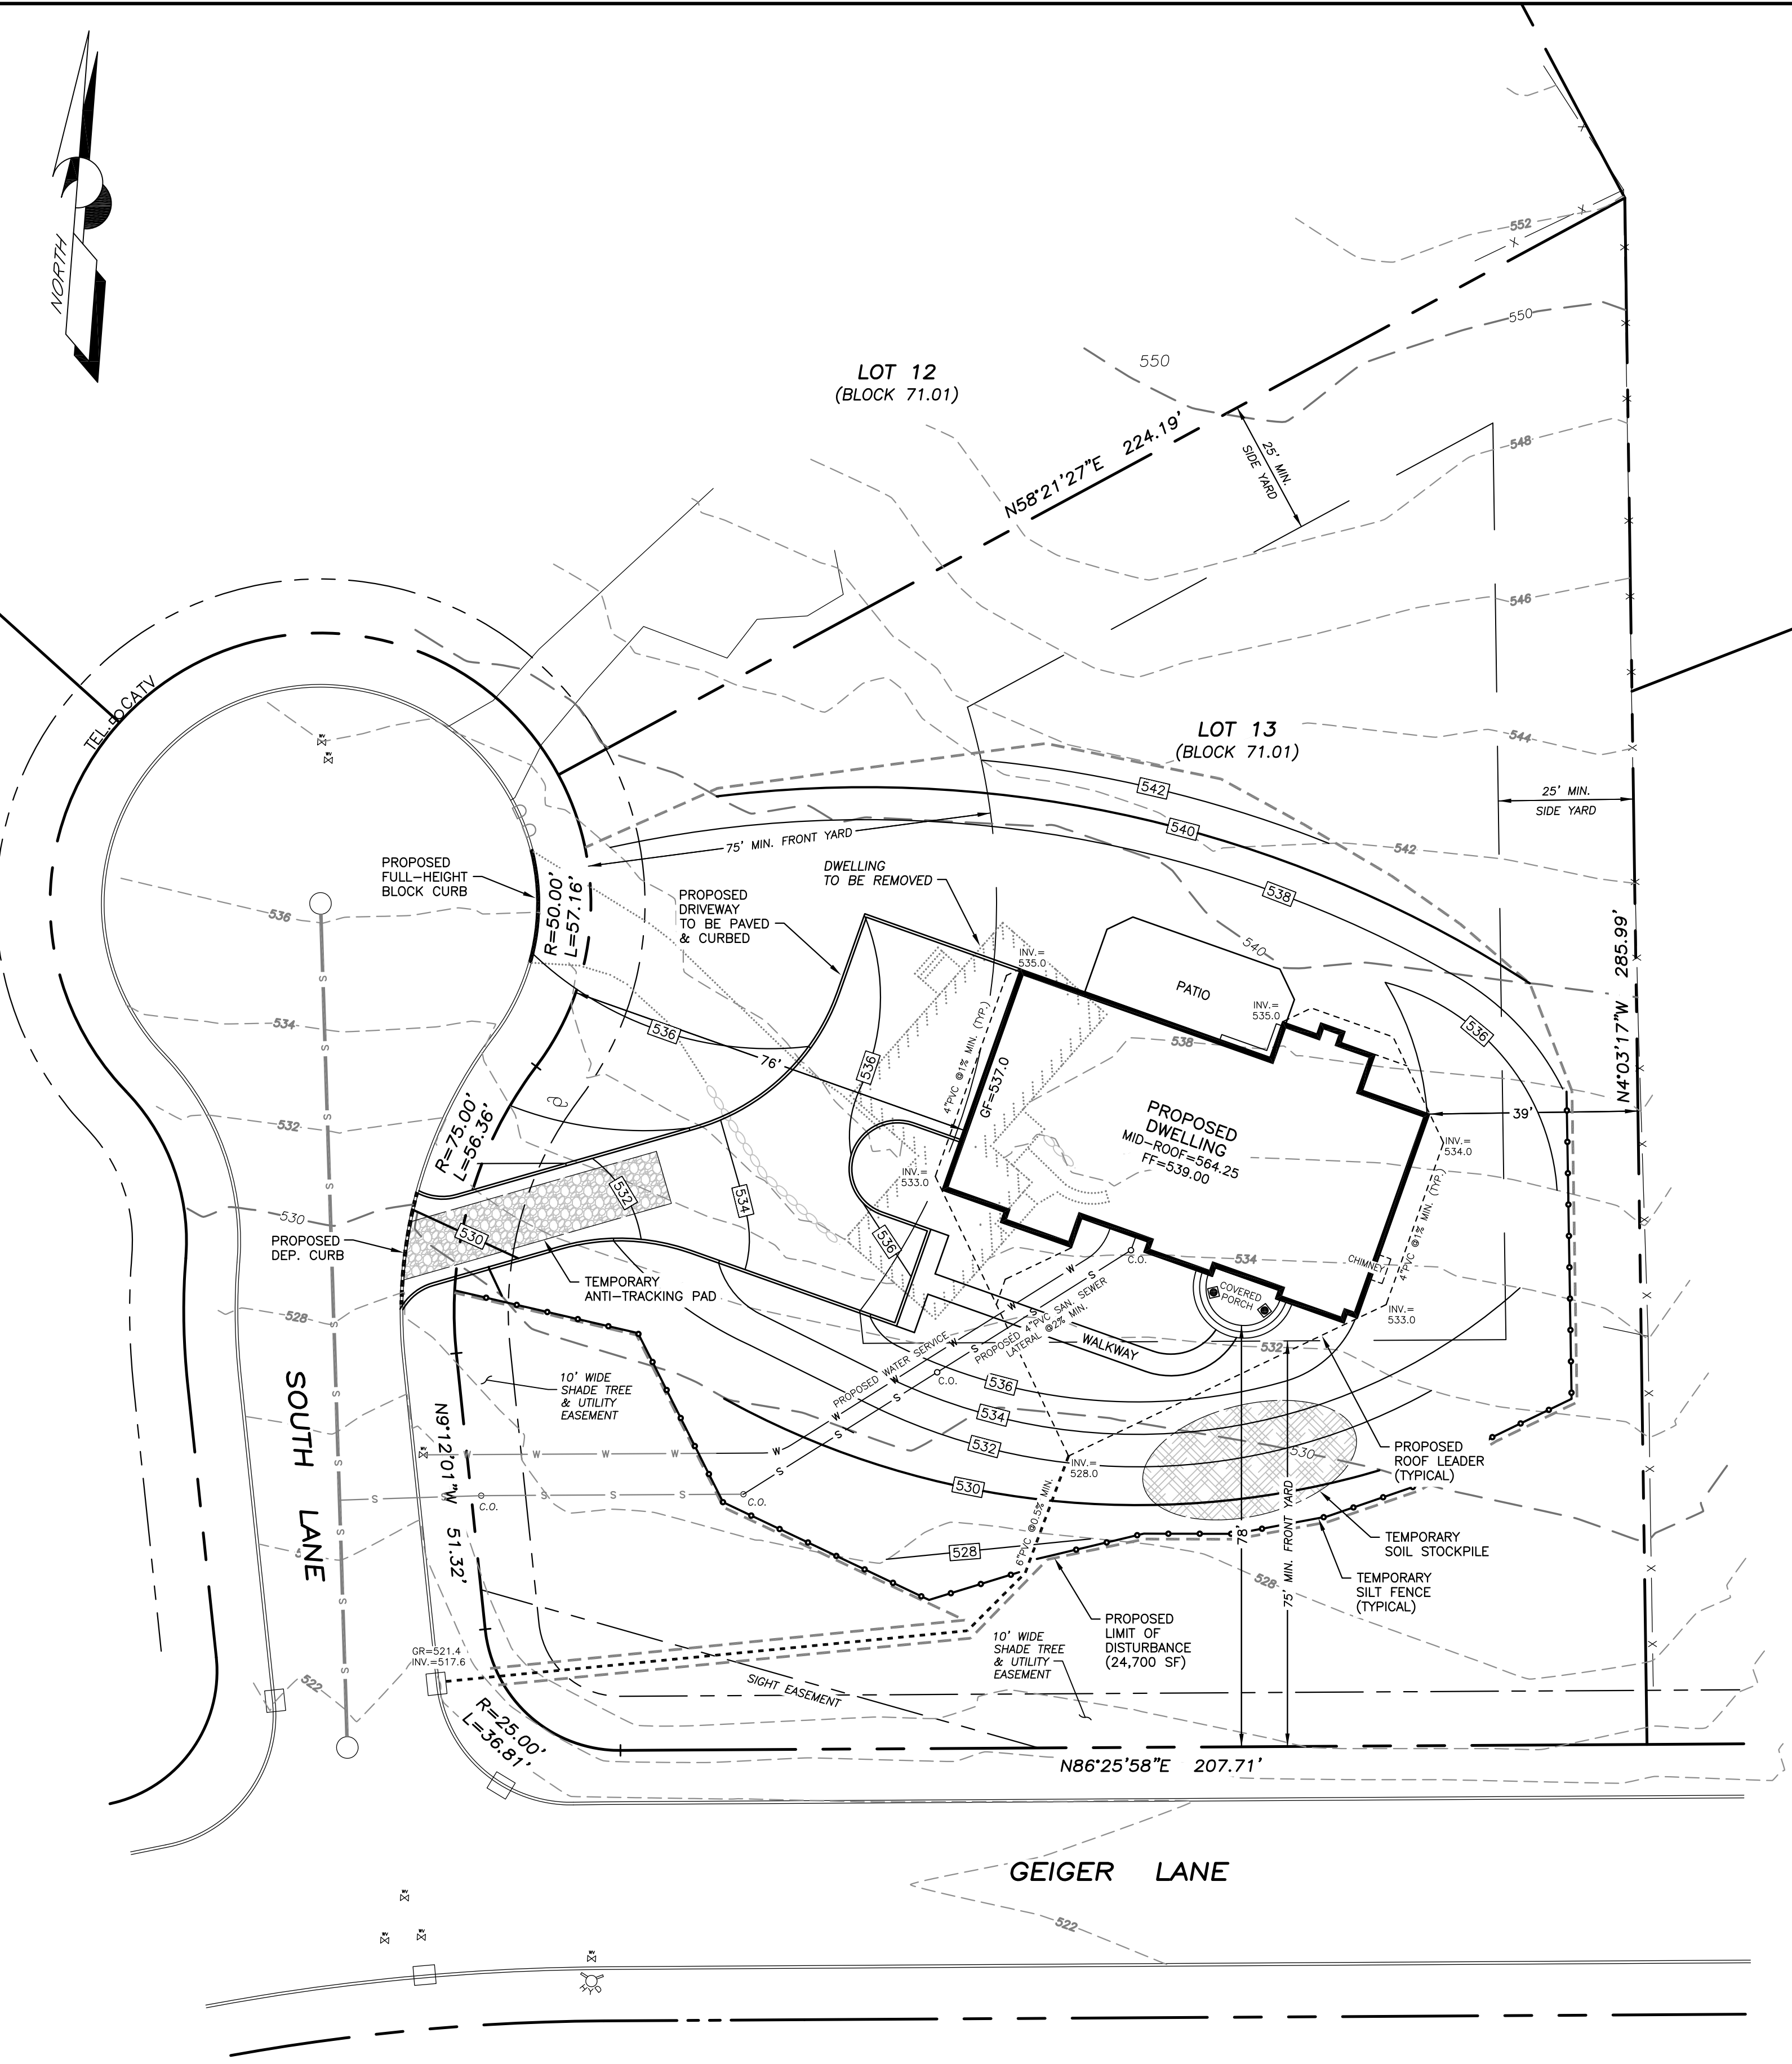 NORTH
552
550
550
LOT 12
(BLOCK 71.01)
N58°21'27"E 224.19'
25' MIN.
SIDE YARD
548
546
TEL.
CATV
LOT 13
(BLOCK 71.01)
544
25' MIN.
SIDE YARD
542
540
542
75' MIN. FRONT YARD
538
PROPOSED
FULL-HEIGHT
BLOCK CURB
R=50.00'
L=57.16'
PROPOSED
DRIVEWAY
TO BE PAVED
& CURBED
DWELLING
TO BE REMOVED
536
540
N4°03'17"W 285.99'
INV.=
535.0
PATIO
INV.=
535.0
534
536
76'
536
538
536
4"PVC @1% MIN. (TYP.)
GF=537.0
PROPOSED
DWELLING
MID-ROOF=564.25
FF=539.00
39'
532
R=75.00'
L=56.36'
INV.=
534.0
INV.=
533.0
532
534
530
530
PROPOSED
DEP. CURB
536
534
CHIMNEY
4"PVC @1% MIN. (TYP.)
C.O.
COVERED
PORCH
TEMPORARY
ANTI-TRACKING PAD
INV.=
533.0
528
PROPOSED WATER SERVICE
PROPOSED 4"PVC SAN. SEWER
LATERAL @2% MIN.
WALKWAY
532
C.O.
10' WIDE
SHADE TREE
& UTILITY
EASEMENT
536
534
532
530
530
SOUTH LANE
N9°12'01"W 51.32'
W W W W W W W W
S S S S S S S S
C.O.
C.O.
INV.=
528.0
6"PVC @0.5% MIN.
PROPOSED
ROOF LEADER
(TYPICAL)
78'
75' MIN. FRONT YARD
528
528
TEMPORARY
SOIL STOCKPILE
TEMPORARY
SILT FENCE
(TYPICAL)
PROPOSED
LIMIT OF
DISTURBANCE
(24,700 SF)
10' WIDE
SHADE TREE
& UTILITY
EASEMENT
GR=521.4
INV.=517.6
522
SIGHT EASEMENT
R=25.00'
L=36.81'
N86°25'58"E 207.71'
GEIGER LANE
522
HYD